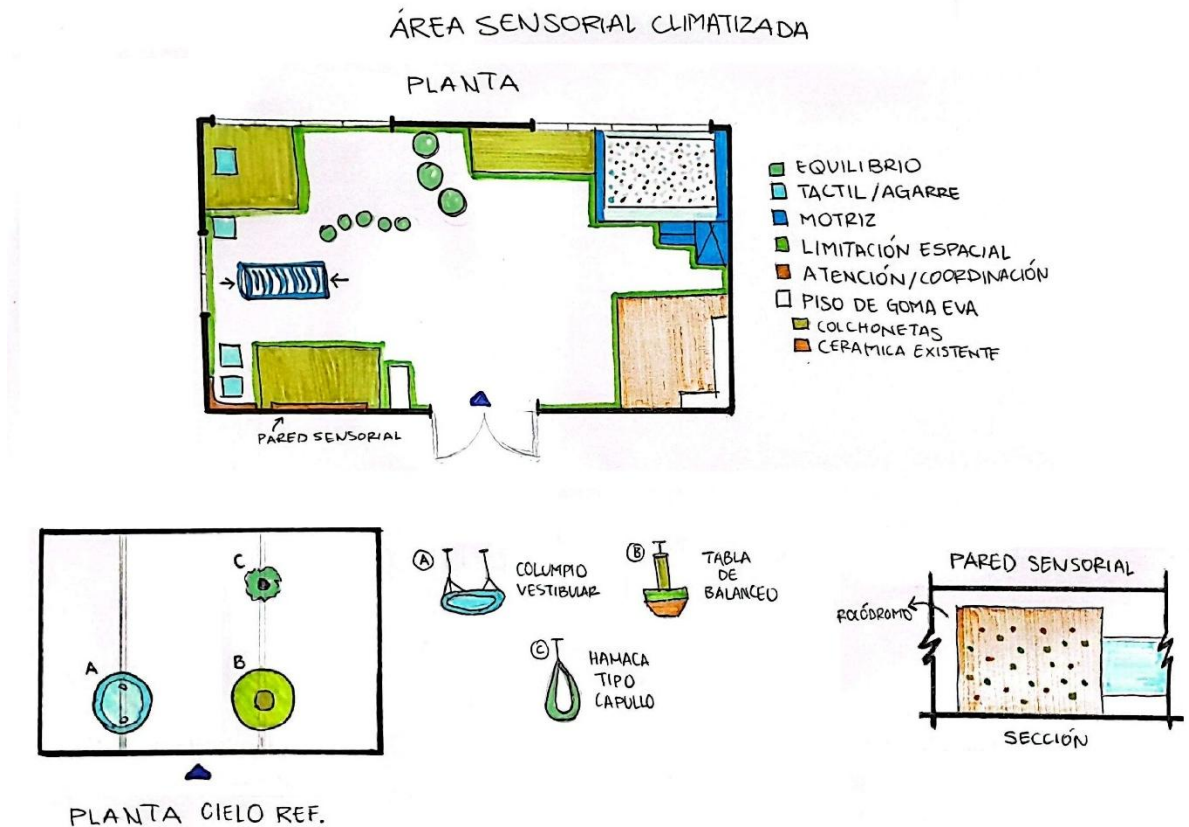 ÁREA SENSORIAL CLIMATIZADA
PLANTA
EQUILIBRIO
TACTIL/AGARRE
MOTRIZ
LIMITACIÓN ESPACIAL
ATENCIÓN/COORDINACIÓN
PISO DE GOMA EVA
COLCHONETAS
CERAMICA EXISTENTE
PARED SENSORIAL
A
B
C
PLANTA CIELO REF.
A
COLUMPIO
VESTIBULAR
B
TABLA
DE
BALANCEO
C
HAMACA
TIPO
CAPULLO
PARED SENSORIAL
ROCÓDROMO
SECCIÓN